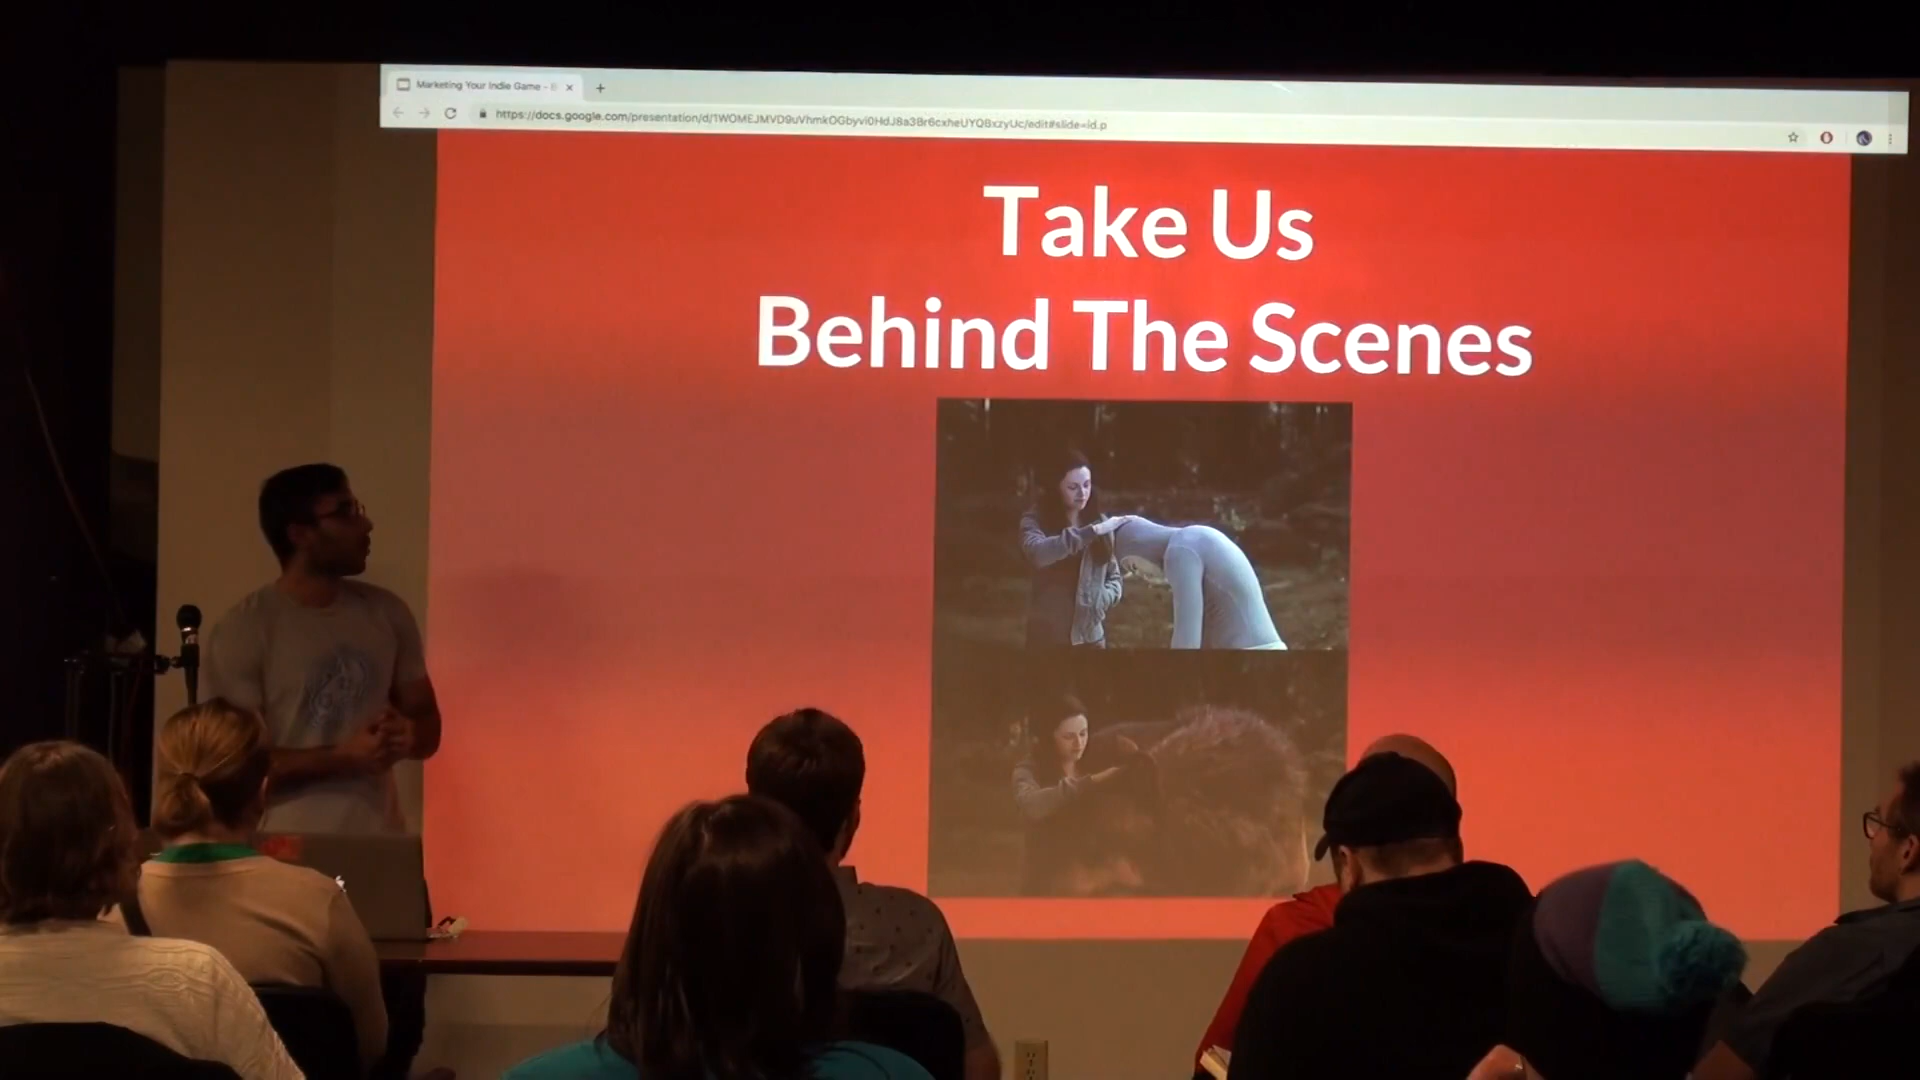 Marketing Your Indie Game -
https://docs.google.com/presentation/d/1WOMEJMVD9uVhmkOGbyvi0HdJ8a3Br6cxheUYQBxzyUc/edit#slide=id.p
Take Us
Behind The Scenes